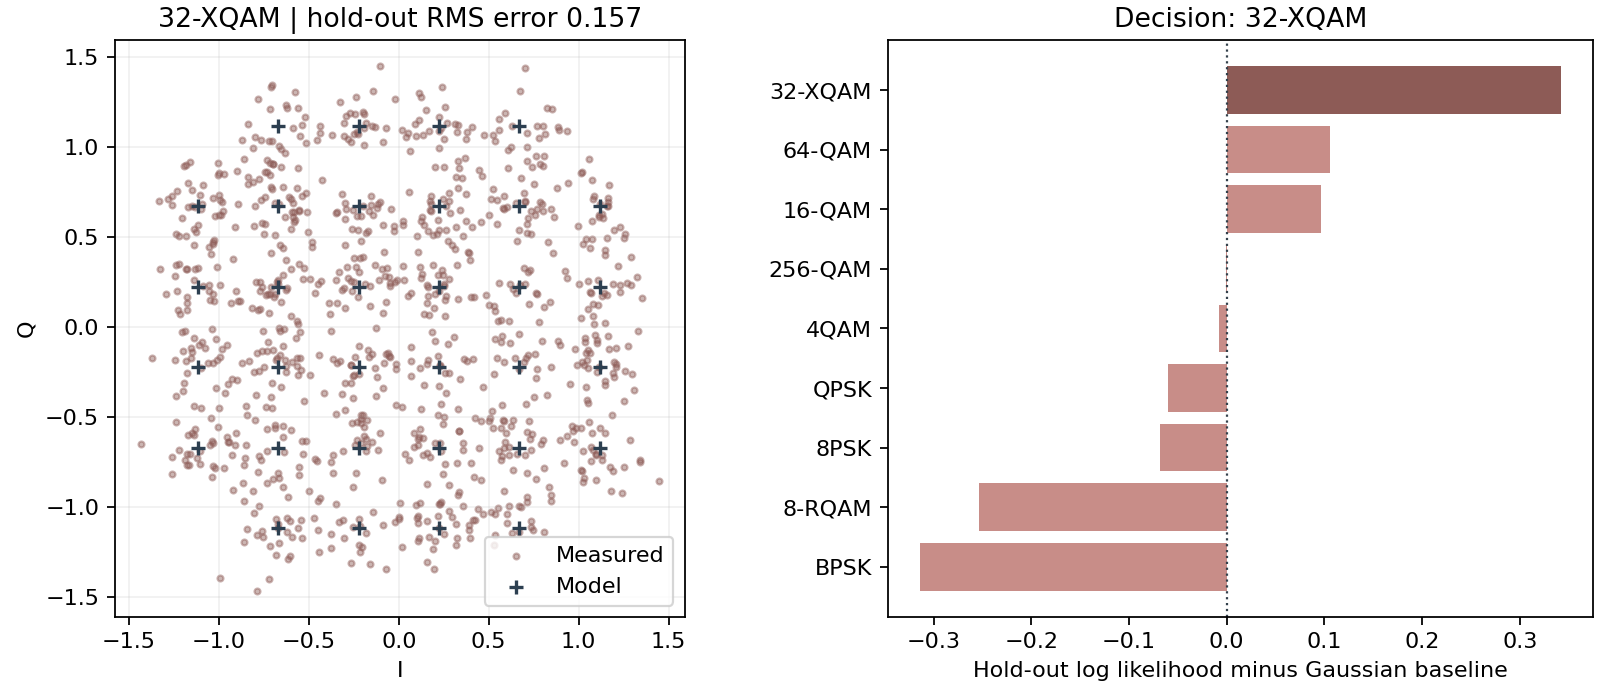 32-XQAM | hold-out RMS error 0.157
1.5
1.0
0.5
0.0
−0.5
−1.0
−1.5
Q
−1.5
−1.0
−0.5
0.0
0.5
1.0
1.5
I
Measured
Model
Decision: 32-XQAM
32-XQAM
64-QAM
16-QAM
256-QAM
4QAM
QPSK
8PSK
8-RQAM
BPSK
−0.3
−0.2
−0.1
0.0
0.1
0.2
0.3
Hold-out log likelihood minus Gaussian baseline